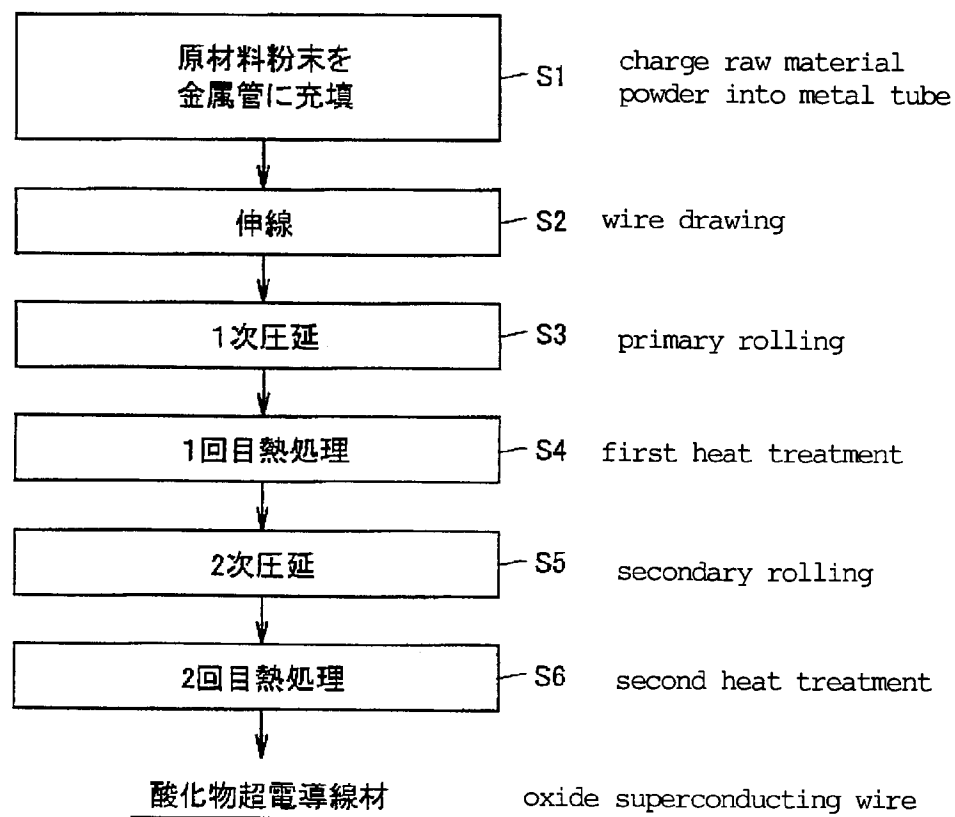 原材料粉末を
金属管に充填
S1
charge raw material
powder into metal tube
伸線
S2
wire drawing
1次圧延
S3
primary rolling
1回目熱処理
S4
first heat treatment
2次圧延
S5
secondary rolling
2回目熱処理
S6
second heat treatment
酸化物超電導線材
oxide superconducting wire